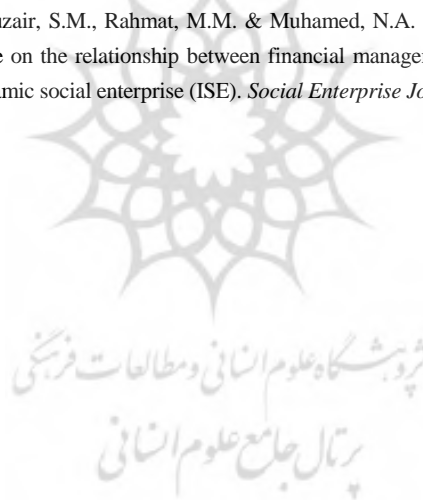 uzair, S.M., Rahmat, M.M. & Muhamed, N.A.
e on the relationship between financial manager
amic social enterprise (ISE). Social Enterprise Jo
پژوهشگاه علوم انسانی و مطالعات فرهنگی
پرتال جامع علوم انسانی